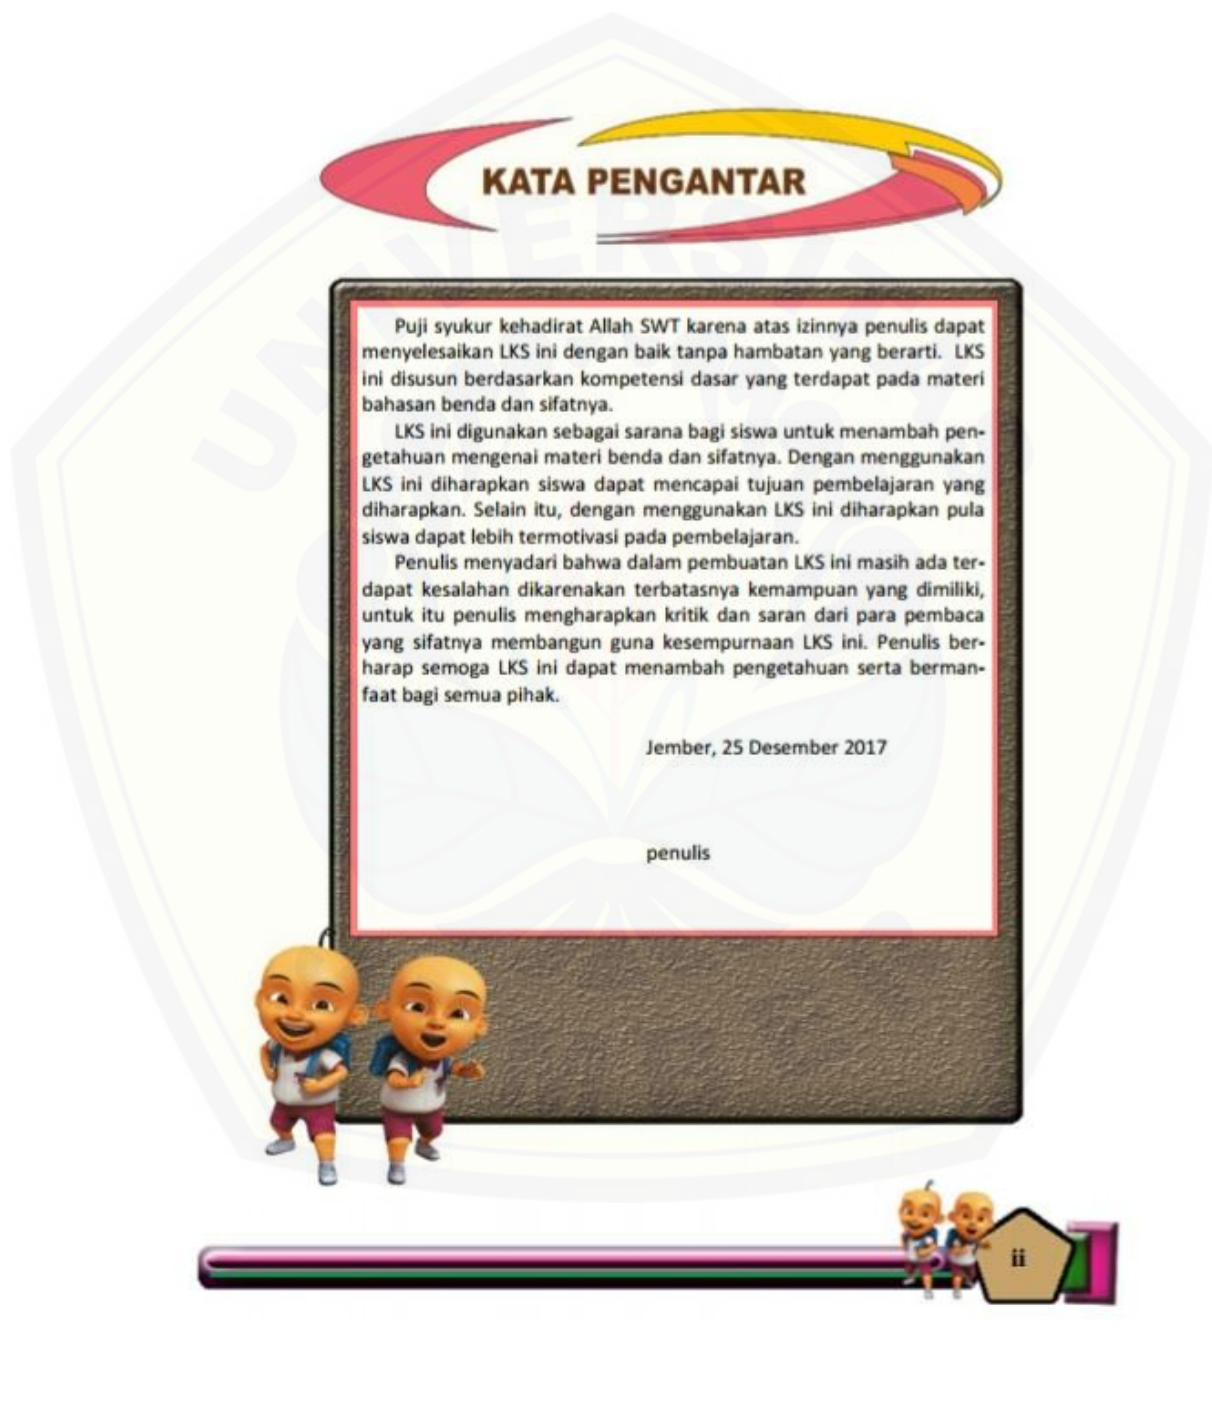 KATA PENGANTAR
Puji syukur kehadirat Allah SWT karena atas izinnya penulis dapat
menyelesaikan LKS ini dengan baik tanpa hambatan yang berarti. LKS
ini disusun berdasarkan kompetensi dasar yang terdapat pada materi
bahasan benda dan sifatnya.
LKS ini digunakan sebagai sarana bagi siswa untuk menambah pen-
getahuan mengenai materi benda dan sifatnya. Dengan menggunakan
LKS ini diharapkan siswa dapat mencapai tujuan pembelajaran yang
diharapkan. Selain itu, dengan menggunakan LKS ini diharapkan pula
siswa dapat lebih termotivasi pada pembelajaran.
Penulis menyadari bahwa dalam pembuatan LKS ini masih ada ter-
dapat kesalahan dikarenakan terbatasnya kemampuan yang dimiliki,
untuk itu penulis mengharapkan kritik dan saran dari para pembaca
yang sifatnya membangun guna kesempurnaan LKS ini. Penulis ber-
harap semoga LKS ini dapat menambah pengetahuan serta berman-
faat bagi semua pihak.
Jember, 25 Desember 2017
penulis
ii